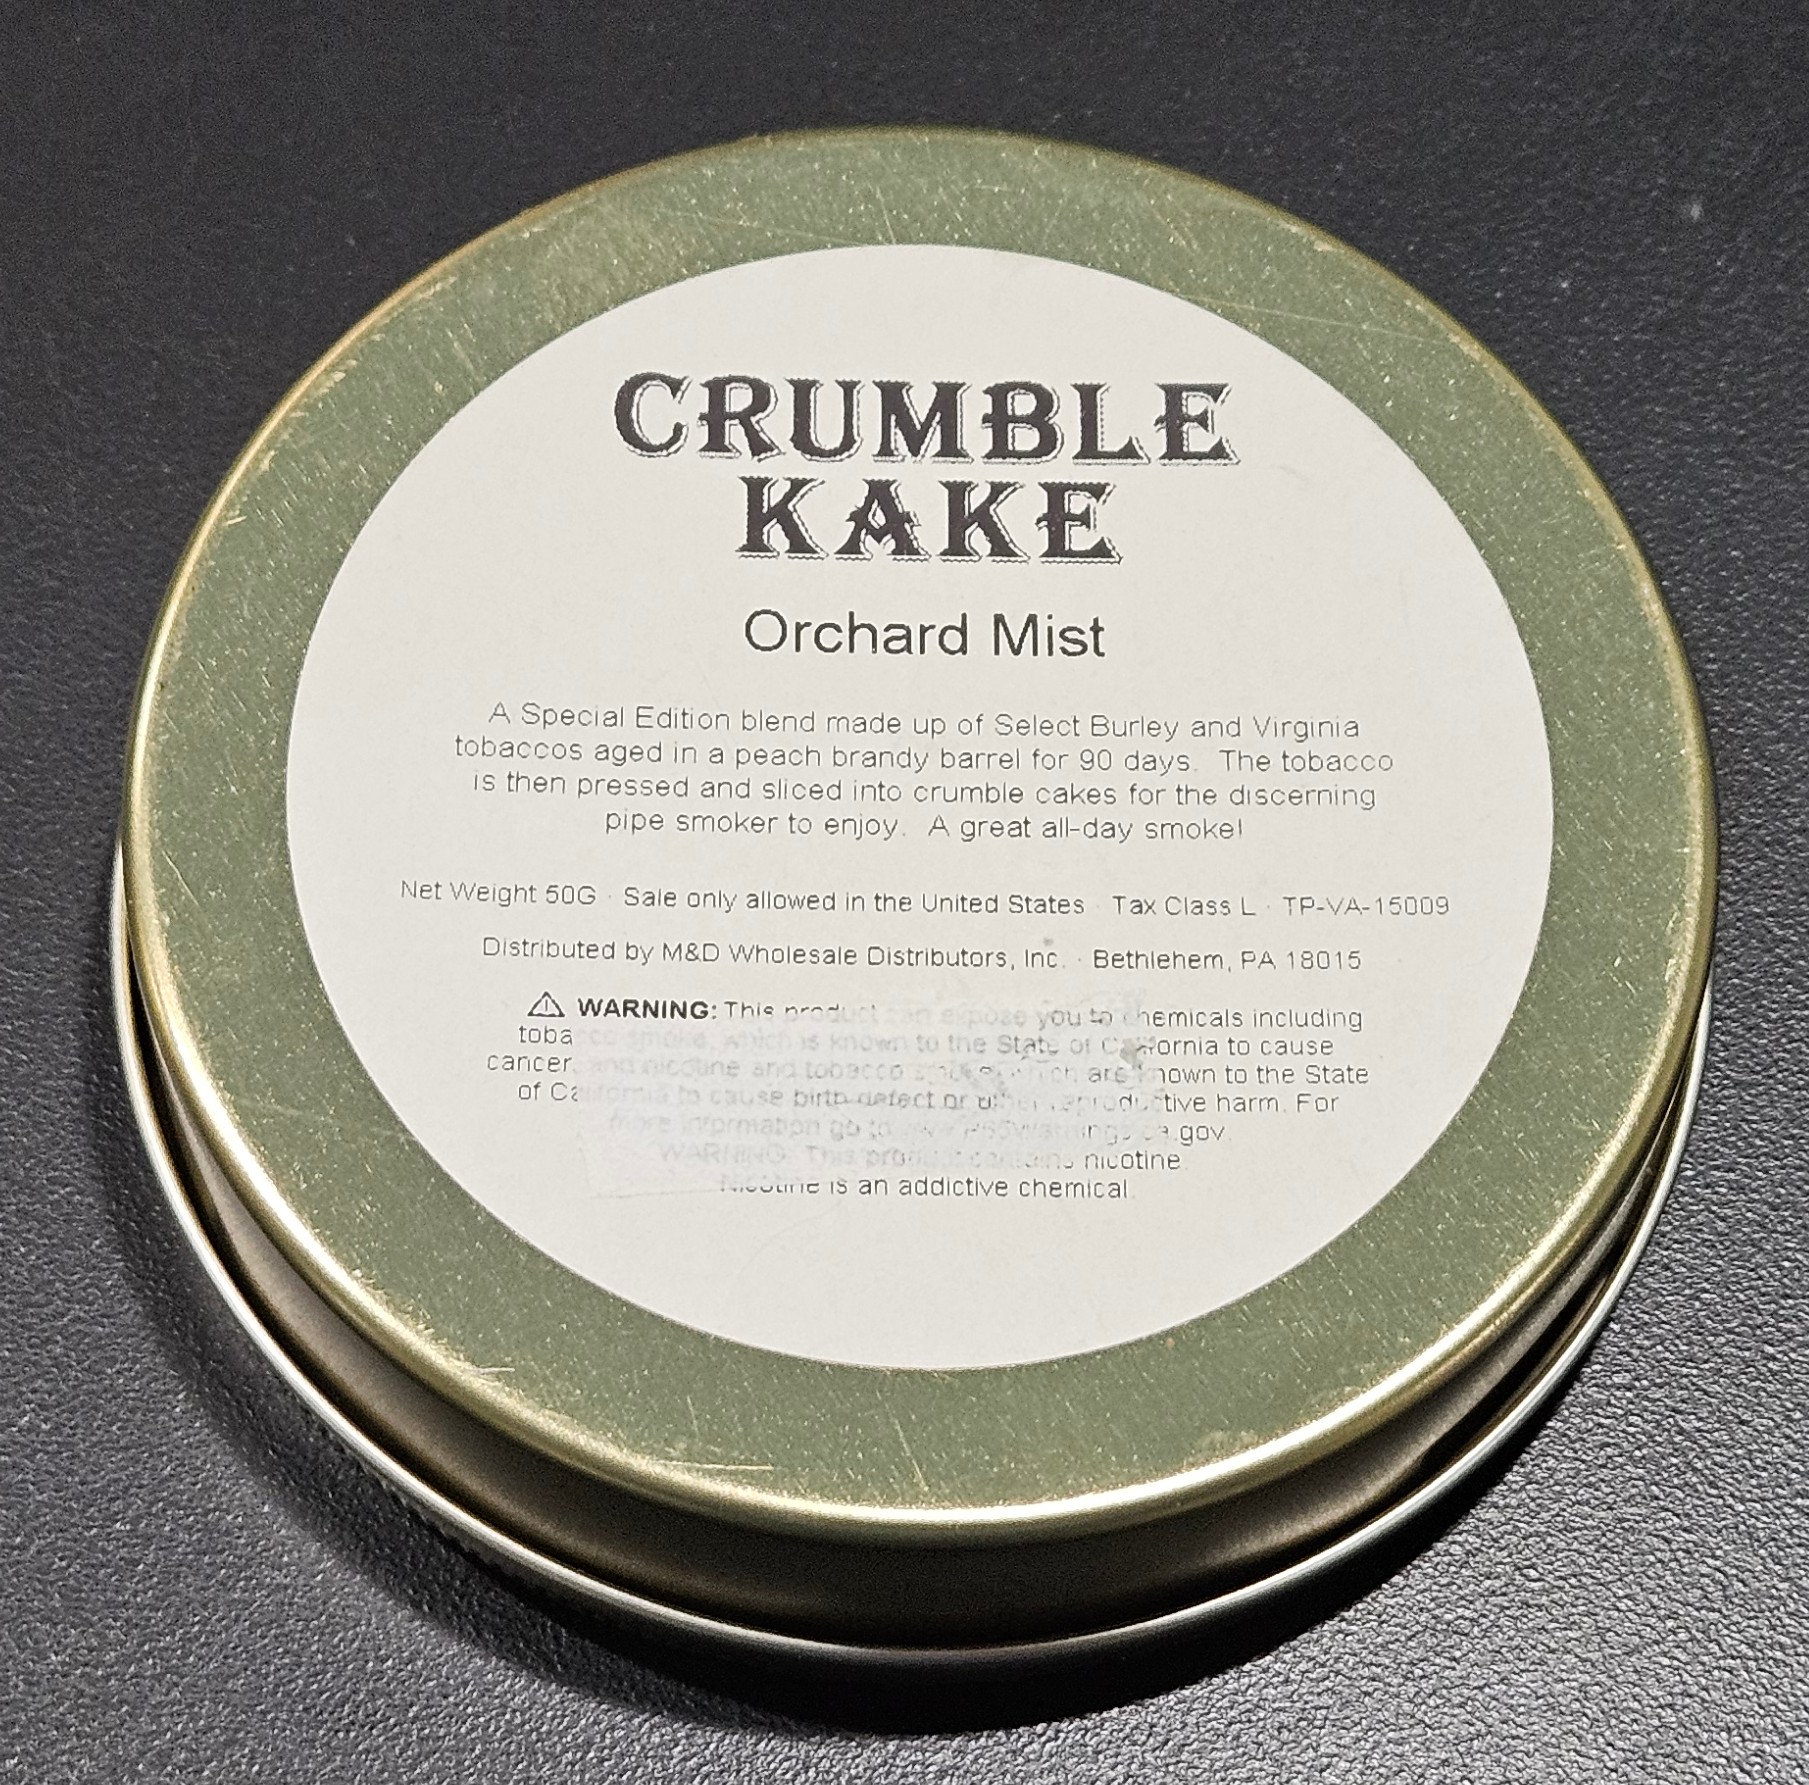 CRUMBLE
KAKE
Orchard Mist
A Special Edition blend made up of Select Burley and Virginia
tobaccos aged in a peach brandy barrel for 90 days. The tobacco
is then pressed and sliced into crumble cakes for the discerning
pipe smoker to enjoy. A great all-day smoke!
Net Weight 50G · Sale only allowed in the United States · Tax Class L · TP-VA-15009
Distributed by M&D Wholesale Distributors, Inc. · Bethlehem, PA 18015
⚠ WARNING: This product can expose you to chemicals including
tobacco smoke, which is known to the State of California to cause
cancer, and nicotine and tobacco smoke, which are known to the State
of California to cause birth defect or other reproductive harm. For
more information go to www.P65Warnings.ca.gov.
WARNING: This product contains nicotine.
Nicotine is an addictive chemical.